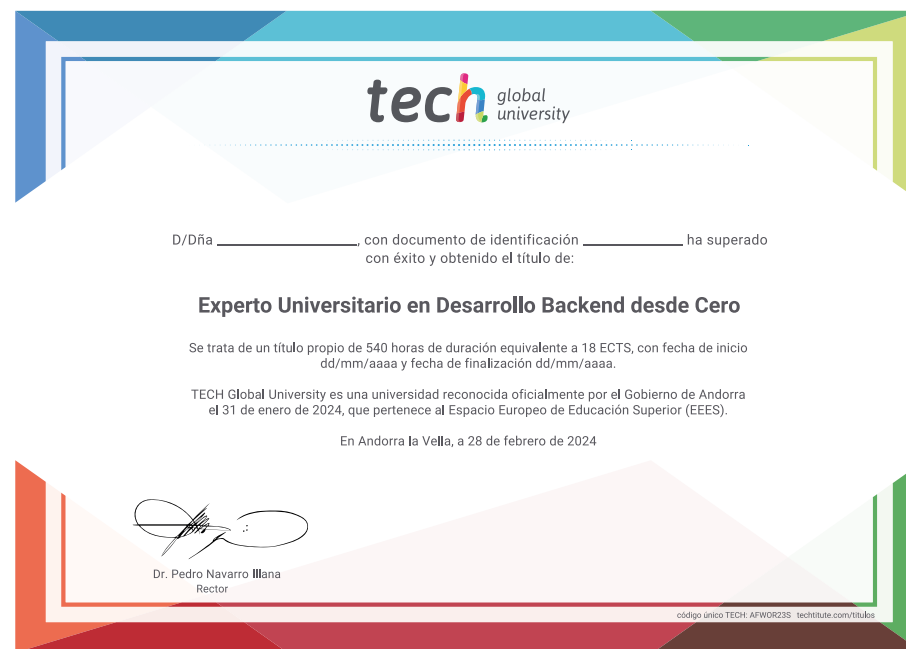 tech global
university
D/Dña ________________, con documento de identificación ____________ ha superado
con éxito y obtenido el título de:
Experto Universitario en Desarrollo Backend desde Cero
Se trata de un título propio de 540 horas de duración equivalente a 18 ECTS, con fecha de inicio
dd/mm/aaaa y fecha de finalización dd/mm/aaaa.
TECH Global University es una universidad reconocida oficialmente por el Gobierno de Andorra
el 31 de enero de 2024, que pertenece al Espacio Europeo de Educación Superior (EEES).
En Andorra la Vella, a 28 de febrero de 2024
Dr. Pedro Navarro Illana
Rector
código único TECH: AFWOR23S techtitute.com/titulos